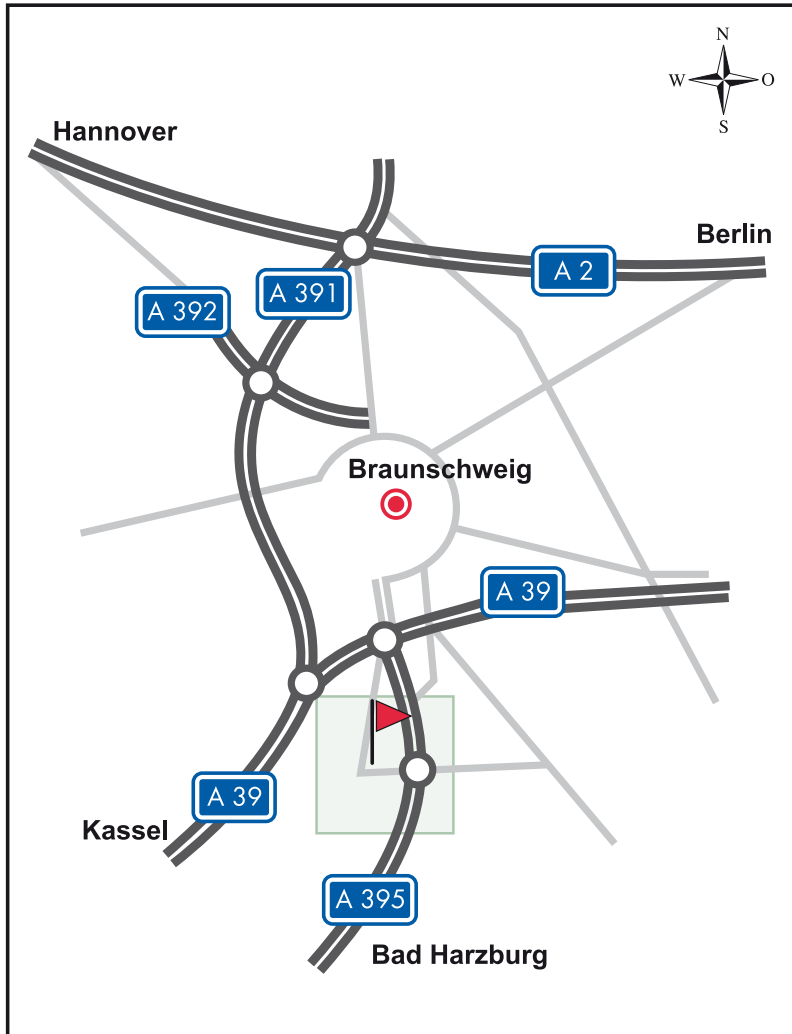 N
W O
S
Hannover
Berlin
A 2
A 391
A 392
Braunschweig
A 39
A 39
Kassel
A 395
Bad Harzburg